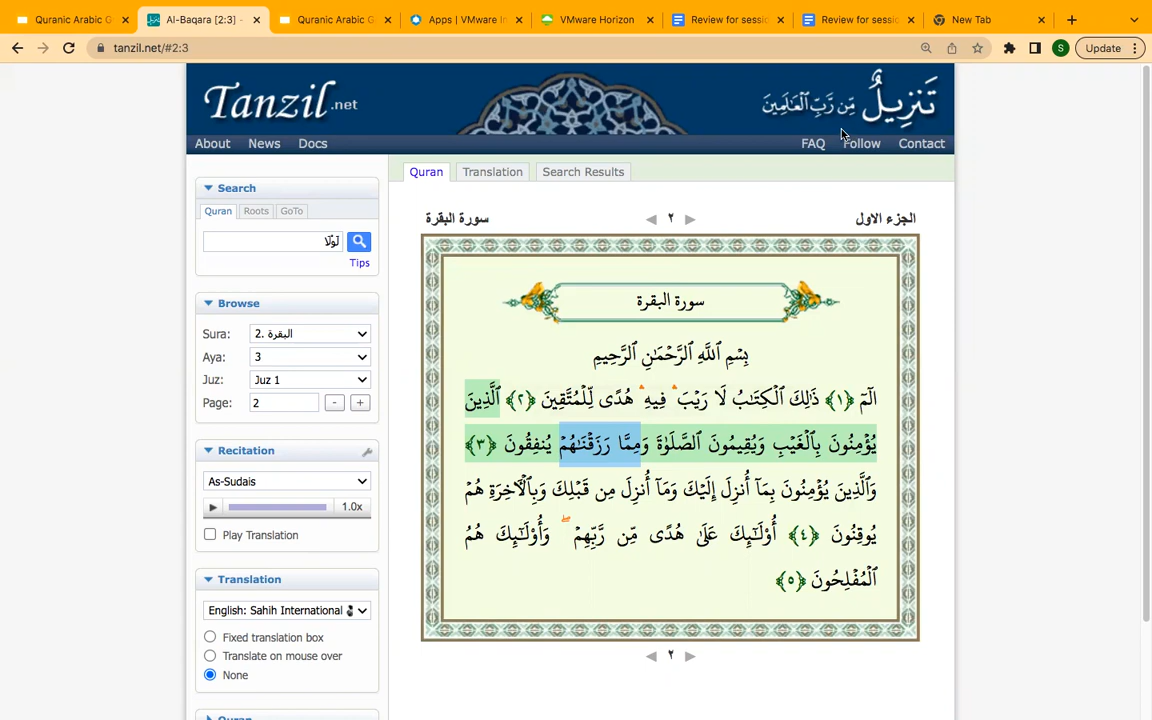 Quranic Arabic G
Al-Baqara [2:3] -
Quranic Arabic G
Apps | VMware In
VMware Horizon
Review for sessio
Review for sessio
New Tab
tanzil.net/#2:3
S
Update
Tanzil.net
تَنزِيلٌ مِّن رَّبِّ الْعَالَمِينَ
About News Docs
FAQ Follow Contact
Search
Quran Roots GoTo
لَوْلَا
Tips
Browse
Sura: 2. البقرة
Aya: 3
Juz: Juz 1
Page: 2 - +
Recitation
As-Sudais
1.0x
Play Translation
Translation
English: Sahih International
Fixed translation box
Translate on mouse over
None
Quran
Quran Translation Search Results
الجزء الاول ٢ سورة البقرة
سورة البقرة
بِسْمِ ٱللَّهِ ٱلرَّحْمَٰنِ ٱلرَّحِيمِ
الٓمٓ ﴿١﴾ ذَٰلِكَ ٱلْكِتَٰبُ لَا رَيْبَ ۛ فِيهِ ۛ هُدًى لِّلْمُتَّقِينَ ﴿٢﴾ ٱلَّذِينَ
يُؤْمِنُونَ بِٱلْغَيْبِ وَيُقِيمُونَ ٱلصَّلَوٰةَ وَمِمَّا رَزَقْنَٰهُمْ يُنفِقُونَ ﴿٣﴾
وَٱلَّذِينَ يُؤْمِنُونَ بِمَآ أُنزِلَ إِلَيْكَ وَمَآ أُنزِلَ مِن قَبْلِكَ وَبِٱلْءَاخِرَةِ هُمْ
يُوقِنُونَ ﴿٤﴾ أُو۟لَٰٓئِكَ عَلَىٰ هُدًى مِّن رَّبِّهِمْ ۖ وَأُو۟لَٰٓئِكَ هُمُ
ٱلْمُفْلِحُونَ ﴿٥﴾
٢